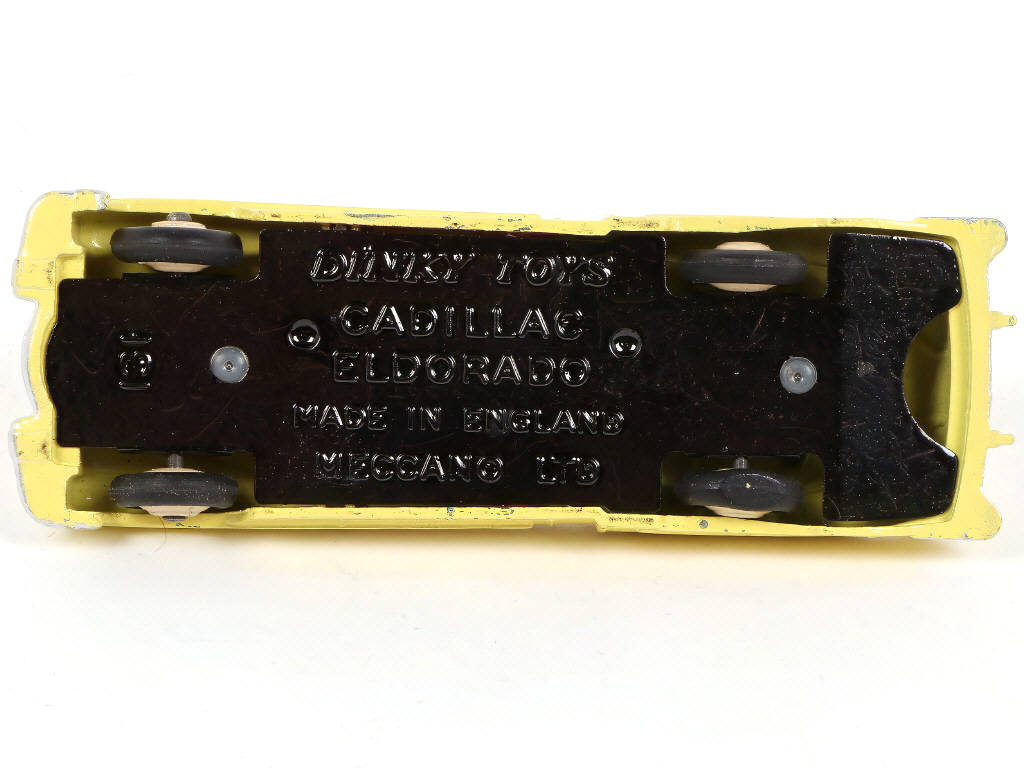 DINKY TOYS
CADILLAC
ELDORADO
MADE IN ENGLAND
MECCANO LTD
131